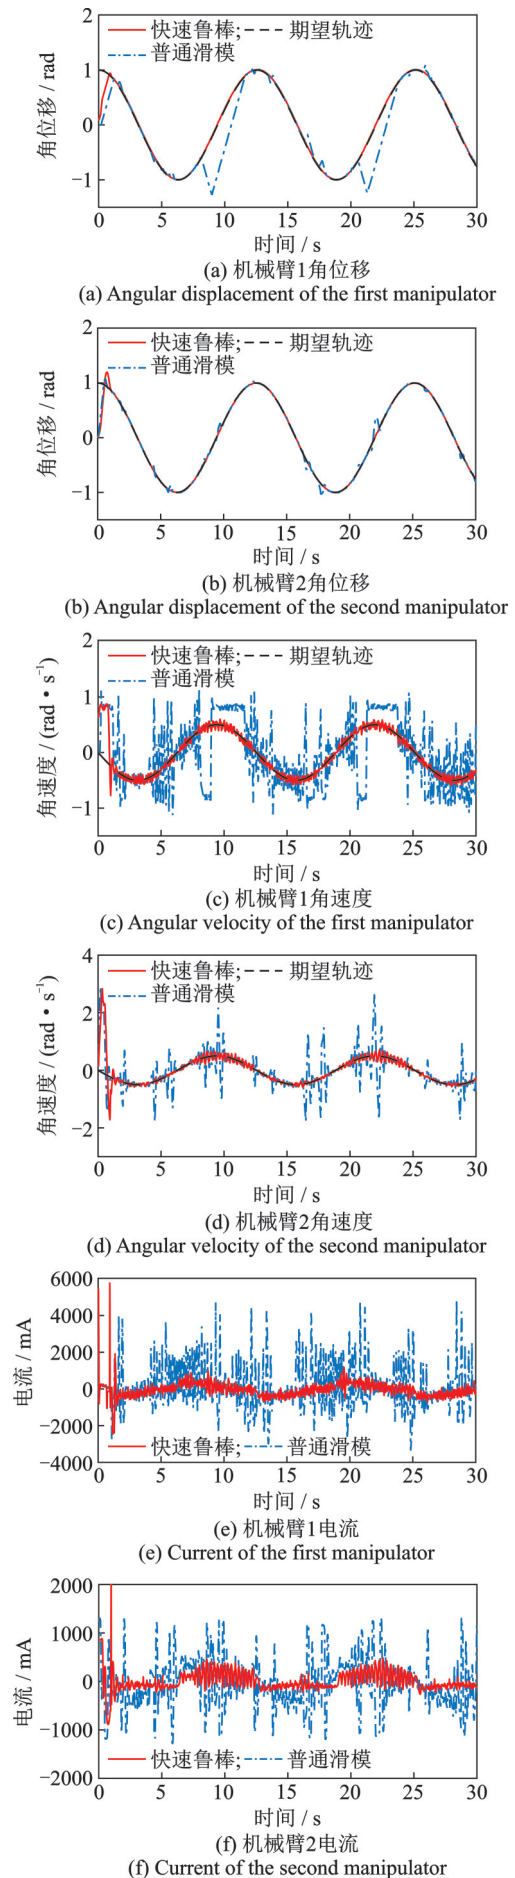 快速鲁棒; 期望轨迹
普通滑模
2
1
0
−1
角位移 / rad
0 5 10 15 20 25 30
时间 / s
(a) 机械臂1角位移
(a) Angular displacement of the first manipulator
快速鲁棒; 期望轨迹
普通滑模
2
1
0
−1
角位移 / rad
0 5 10 15 20 25 30
时间 / s
(b) 机械臂2角位移
(b) Angular displacement of the second manipulator
快速鲁棒; 期望轨迹
普通滑模
2
1
0
−1
角速度 / (rad • s⁻¹)
0 5 10 15 20 25 30
时间 / s
(c) 机械臂1角速度
(c) Angular velocity of the first manipulator
快速鲁棒; 期望轨迹
普通滑模
4
2
0
−2
角速度 / (rad • s⁻¹)
0 5 10 15 20 25 30
时间 / s
(d) 机械臂2角速度
(d) Angular velocity of the second manipulator
6000
4000
2000
0
−2000
−4000
电流 / mA
快速鲁棒; 普通滑模
0 5 10 15 20 25 30
时间 / s
(e) 机械臂1电流
(e) Current of the first manipulator
2000
1000
0
−1000
−2000
电流 / mA
快速鲁棒; 普通滑模
0 5 10 15 20 25 30
时间 / s
(f) 机械臂2电流
(f) Current of the second manipulator